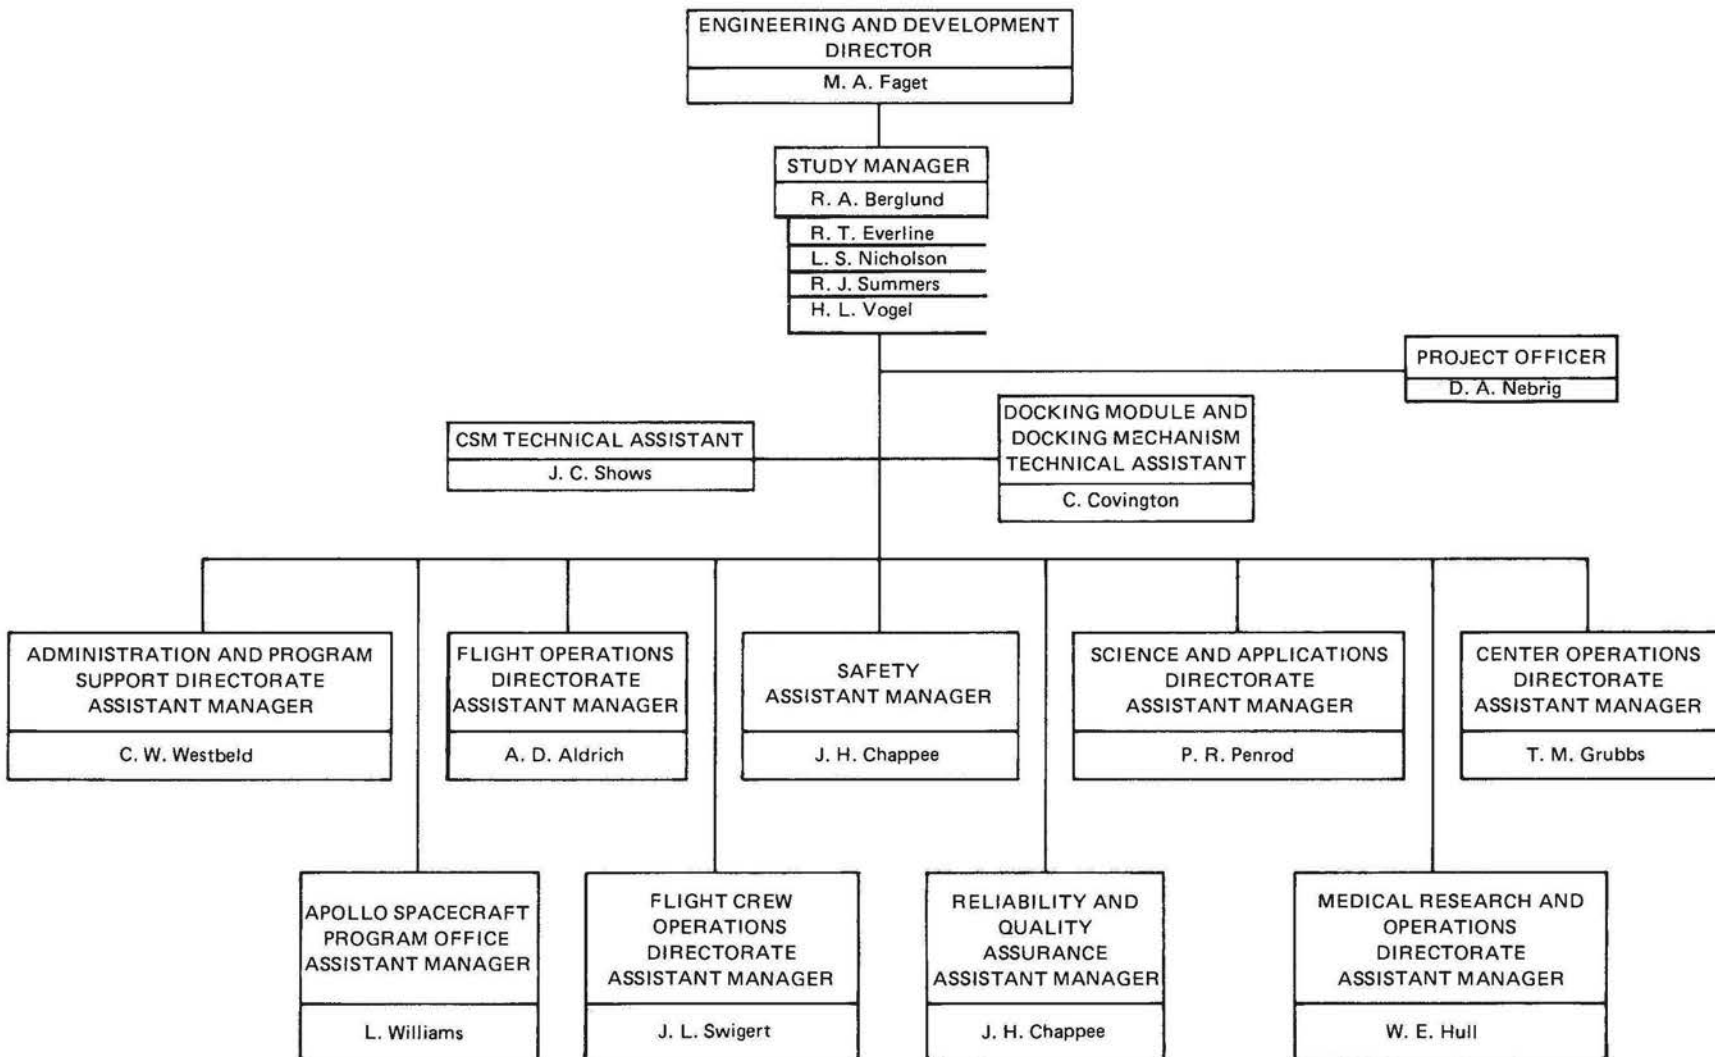 ENGINEERING AND DEVELOPMENT
DIRECTOR
M. A. Faget
STUDY MANAGER
R. A. Berglund
R. T. Everline
L. S. Nicholson
R. J. Summers
H. L. Vogel
PROJECT OFFICER
D. A. Nebrig
CSM TECHNICAL ASSISTANT
J. C. Shows
DOCKING MODULE AND
DOCKING MECHANISM
TECHNICAL ASSISTANT
C. Covington
ADMINISTRATION AND PROGRAM
SUPPORT DIRECTORATE
ASSISTANT MANAGER
C. W. Westbeld
FLIGHT OPERATIONS
DIRECTORATE
ASSISTANT MANAGER
A. D. Aldrich
SAFETY
ASSISTANT MANAGER
J. H. Chappee
SCIENCE AND APPLICATIONS
DIRECTORATE
ASSISTANT MANAGER
P. R. Penrod
CENTER OPERATIONS
DIRECTORATE
ASSISTANT MANAGER
T. M. Grubbs
APOLLO SPACECRAFT
PROGRAM OFFICE
ASSISTANT MANAGER
L. Williams
FLIGHT CREW
OPERATIONS
DIRECTORATE
ASSISTANT MANAGER
J. L. Swigert
RELIABILITY AND
QUALITY
ASSURANCE
ASSISTANT MANAGER
J. H. Chappee
MEDICAL RESEARCH AND
OPERATIONS
DIRECTORATE
ASSISTANT MANAGER
W. E. Hull